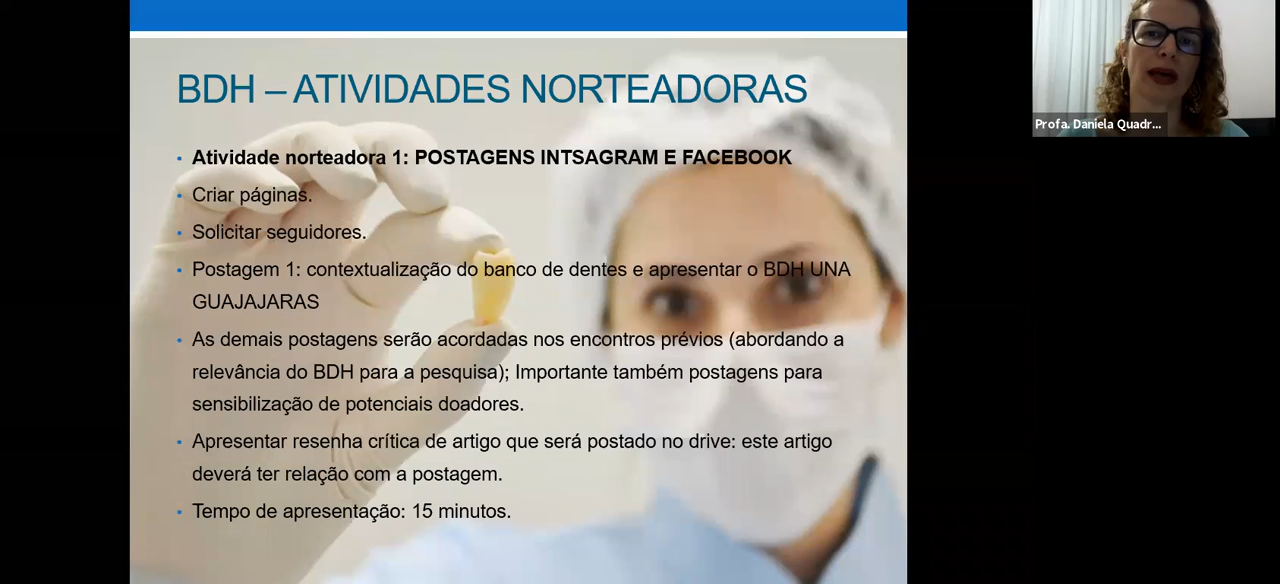 BDH – ATIVIDADES NORTEADORAS
Atividade norteadora 1: POSTAGENS INTSAGRAM E FACEBOOK
Criar páginas.
Solicitar seguidores.
Postagem 1: contextualização do banco de dentes e apresentar o BDH UNA
GUAJAJARAS
As demais postagens serão acordadas nos encontros prévios (abordando a
relevância do BDH para a pesquisa); Importante também postagens para
sensibilização de potenciais doadores.
Apresentar resenha crítica de artigo que será postado no drive: este artigo
deverá ter relação com a postagem.
Tempo de apresentação: 15 minutos.
Profa. Daniela Quadr...